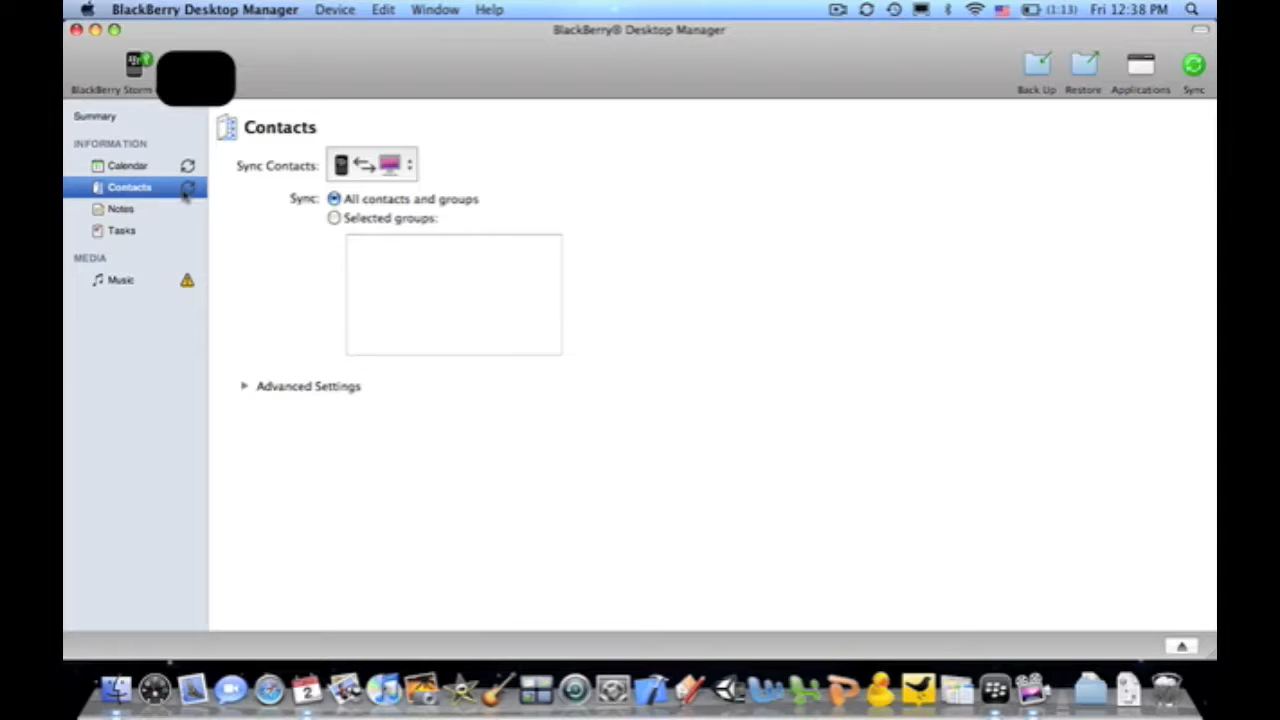 BlackBerry Desktop Manager Device Edit Window Help (1:13) Fri 12:38 PM
BlackBerry® Desktop Manager
BlackBerry Storm Back Up Restore Applications Sync
Summary
INFORMATION
Calendar
Contacts
Notes
Tasks
MEDIA
Music
Contacts
Sync Contacts:
Sync: All contacts and groups
Selected groups:
Advanced Settings
2